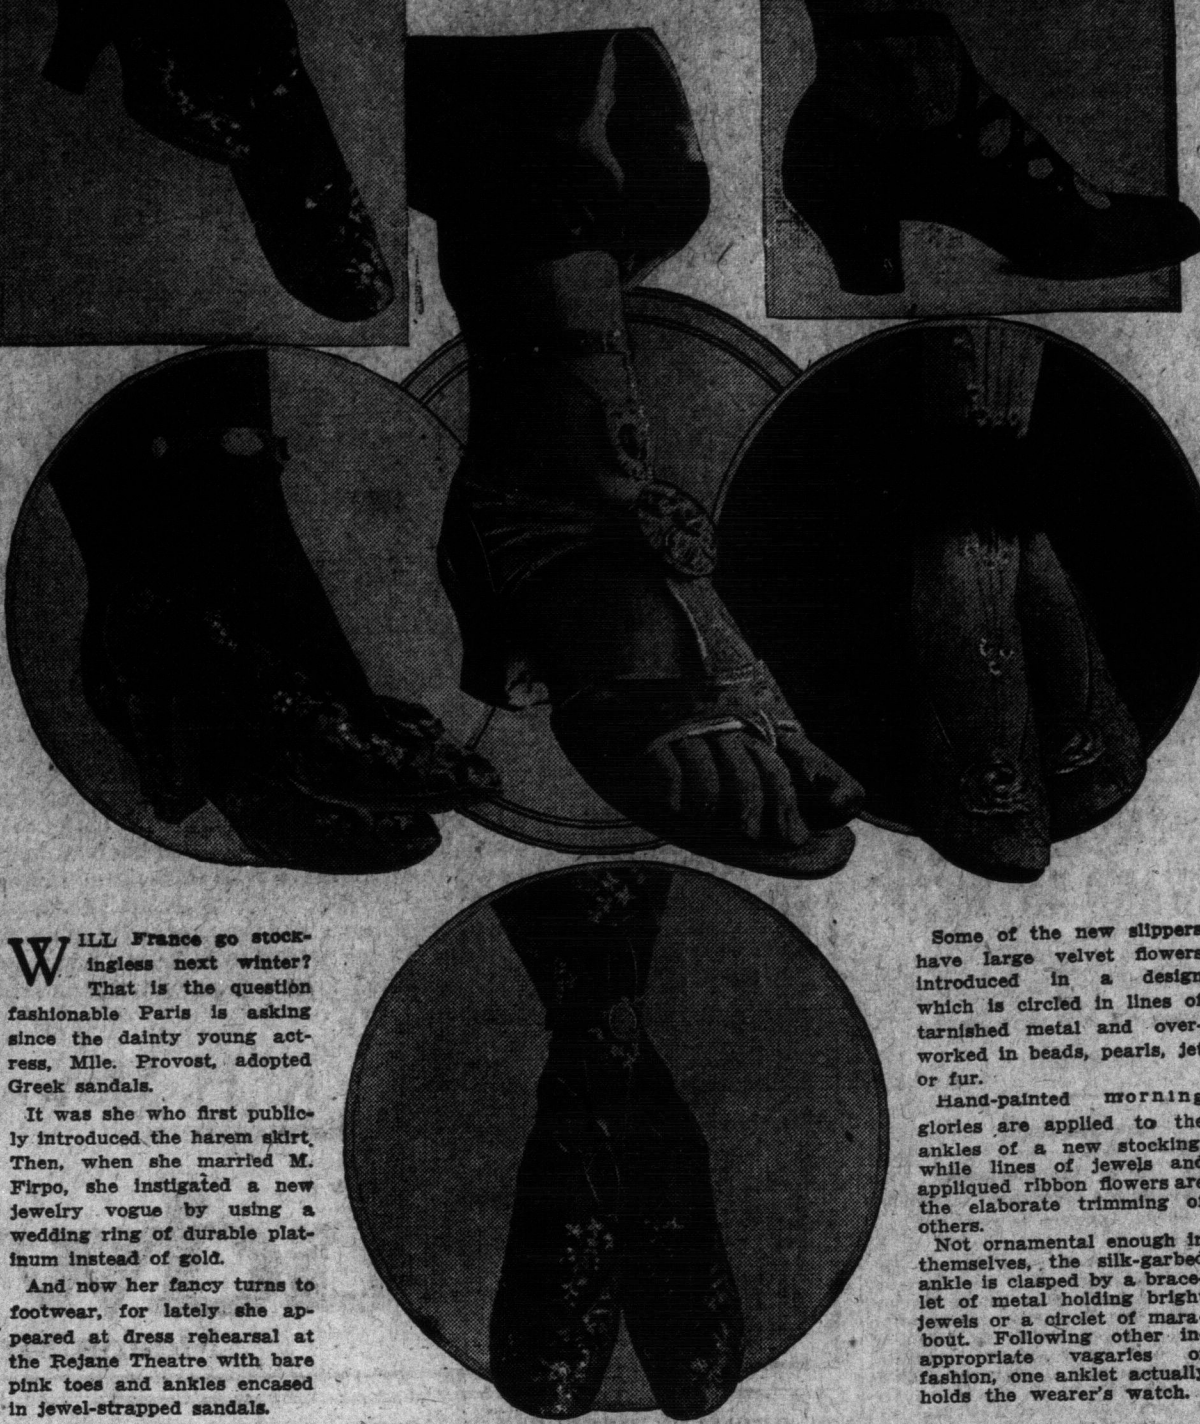 WILL France go stock-
ingless next winter?
That is the question
fashionable Paris is asking
since the dainty young act-
ress, Mlle. Provost, adopted
Greek sandals.
It was she who first public-
ly introduced the harem skirt.
Then, when she married M.
Firpo, she instigated a new
jewelry vogue by using a
wedding ring of durable plat-
inum instead of gold.
And now her fancy turns to
footwear, for lately she ap-
peared at dress rehearsal at
the Rejane Theatre with bare
pink toes and ankles encased
in jewel-strapped sandals.
Some of the new slippers
have large velvet flowers
introduced in a design
which is circled in lines of
tarnished metal and over-
worked in beads, pearls, jet
or fur.
Hand-painted morning
glories are applied to the
ankles of a new stocking
while lines of jewels and
appliqued ribbon flowers are
the elaborate trimming of
others.
Not ornamental enough in
themselves, the silk-garbed
ankle is clasped by a brace-
let of metal holding bright
jewels or a circlet of mara-
bout. Following other in-
appropriate vagaries of
fashion, one anklet actually
holds the wearer's watch.